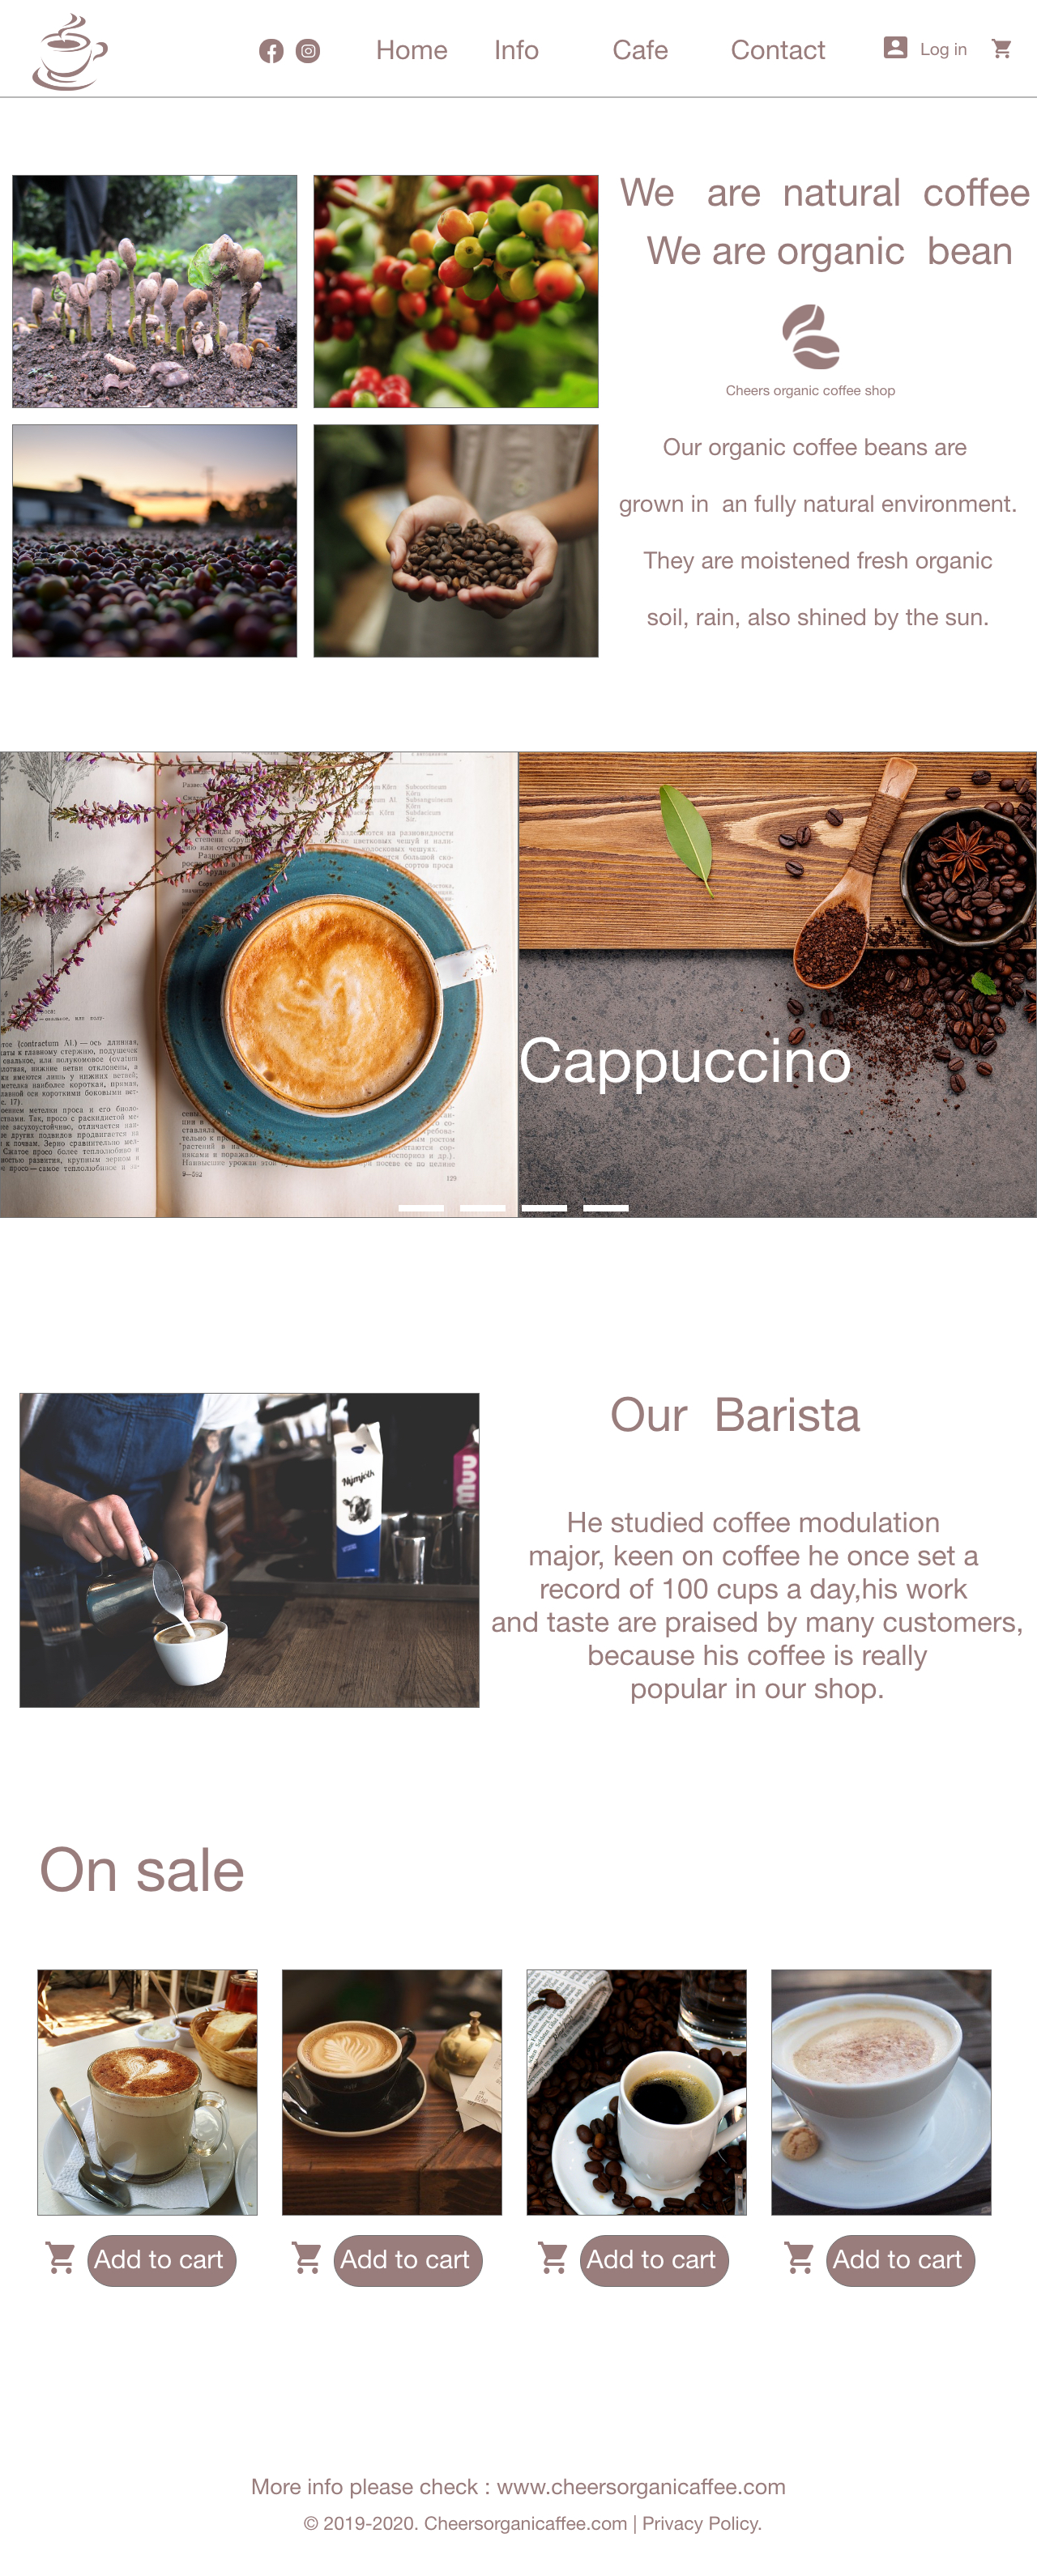 Home Info Cafe Contact Log in
We are natural coffee
We are organic bean
Cheers organic coffee shop
Our organic coffee beans are
grown in an fully natural environment.
They are moistened fresh organic
soil, rain, also shined by the sun.
Cappuccino
129
Nýmjólk
Muu
Our Barista
He studied coffee modulation
major, keen on coffee he once set a
record of 100 cups a day,his work
and taste are praised by many customers,
because his coffee is really
popular in our shop.
On sale
Add to cart Add to cart Add to cart Add to cart
More info please check : www.cheersorganicaffee.com
© 2019-2020. Cheersorganicaffee.com | Privacy Policy.